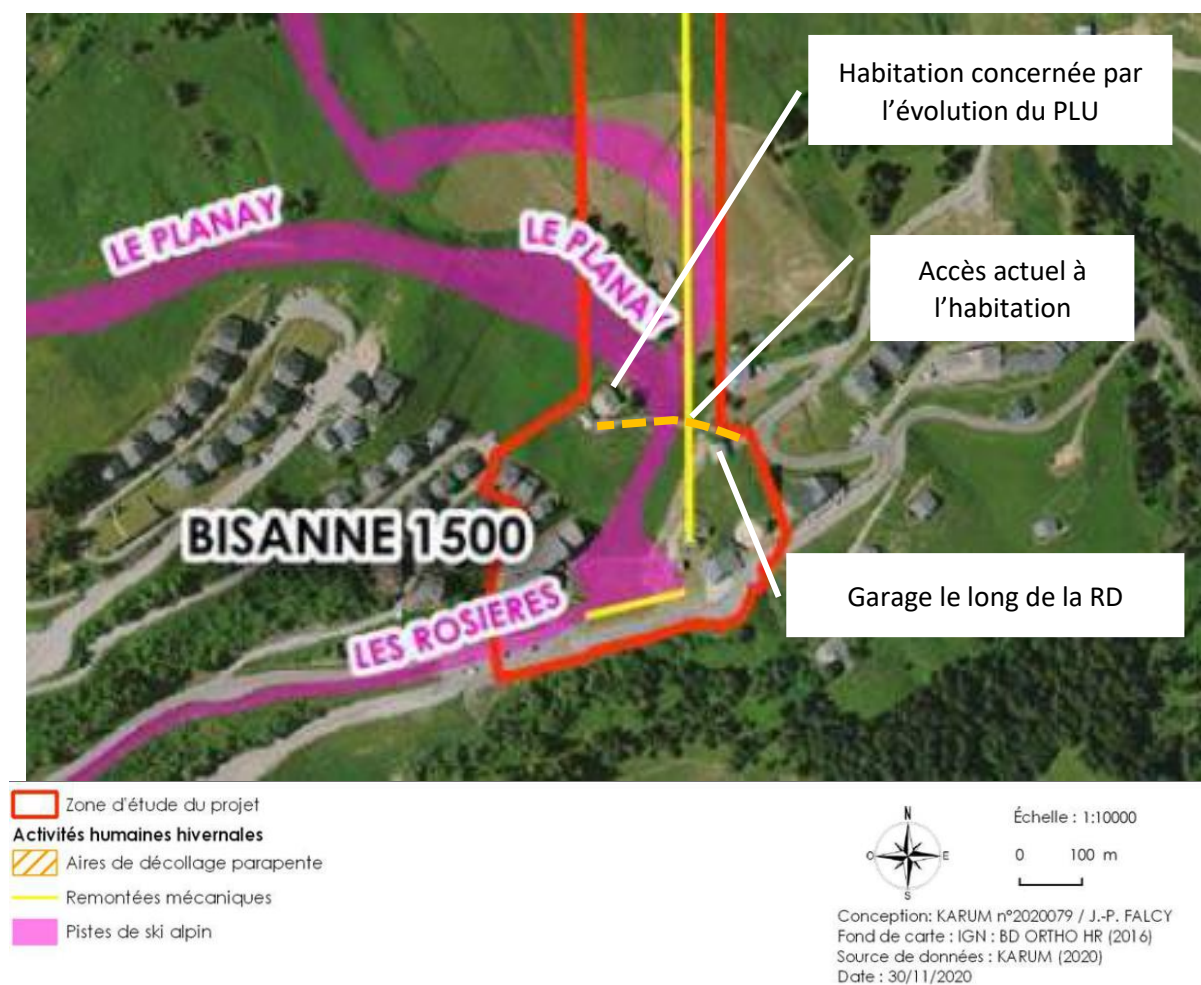 Habitation concernée par
l’évolution du PLU
LE PLANAY
LE PLANAY
Accès actuel à
l’habitation
BISANNE 1500
Garage le long de la RD
LES ROSIERES
Zone d'étude du projet
Activités humaines hivernales
Aires de décollage parapente
Remontées mécaniques
Pistes de ski alpin
N
O
E
S
Échelle : 1:10000
0 100 m
Conception: KARUM n°2020079 / J.-P. FALCY
Fond de carte : IGN : BD ORTHO HR (2016)
Source de données : KARUM (2020)
Date : 30/11/2020